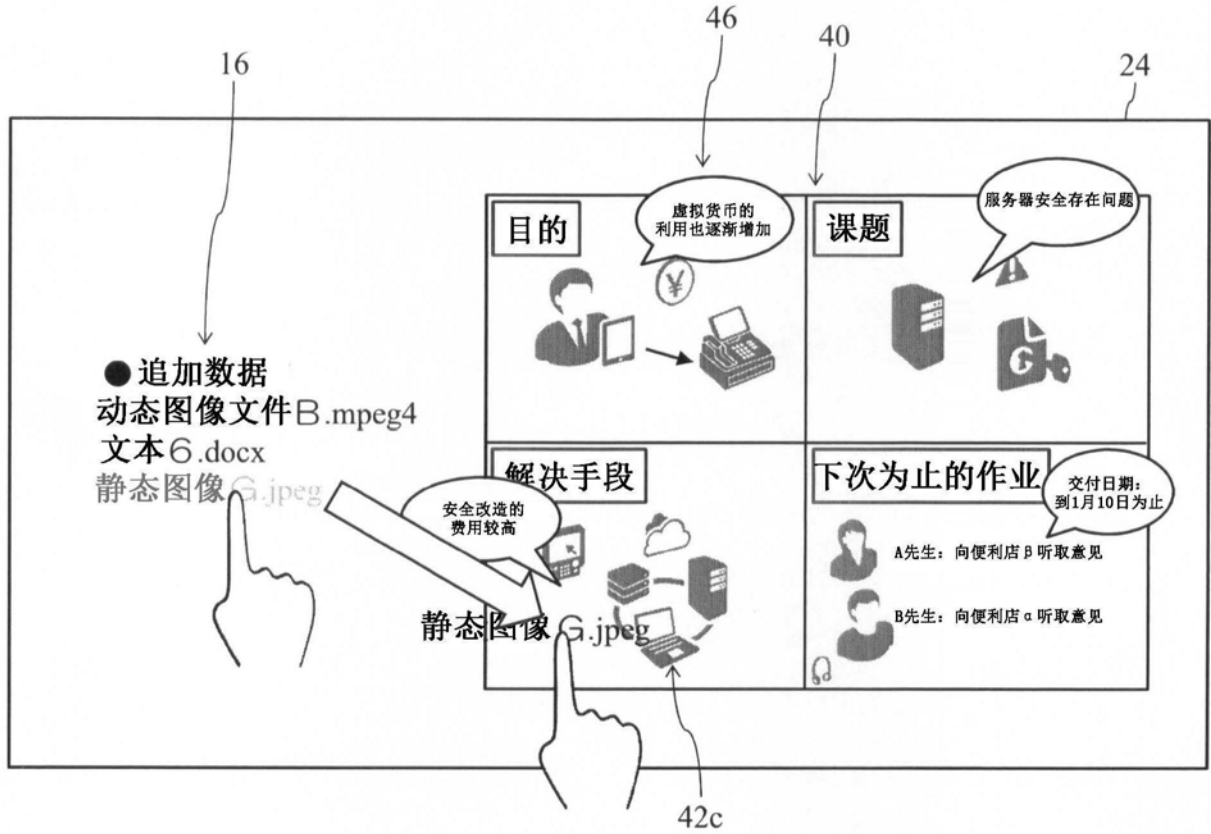 46
40
16
24
目的
虚拟货币的
利用也逐渐增加
¥
课题
服务器安全存在问题
●追加数据
动态图像文件B.mpeg4
文本6.docx
静态图像G.jpeg
解决手段
安全改造的
费用较高
静态图像G.jpeg
下次为止的作业
交付日期:
到1月10日为止
A先生：向便利店β听取意见
B先生：向便利店α听取意见
42c